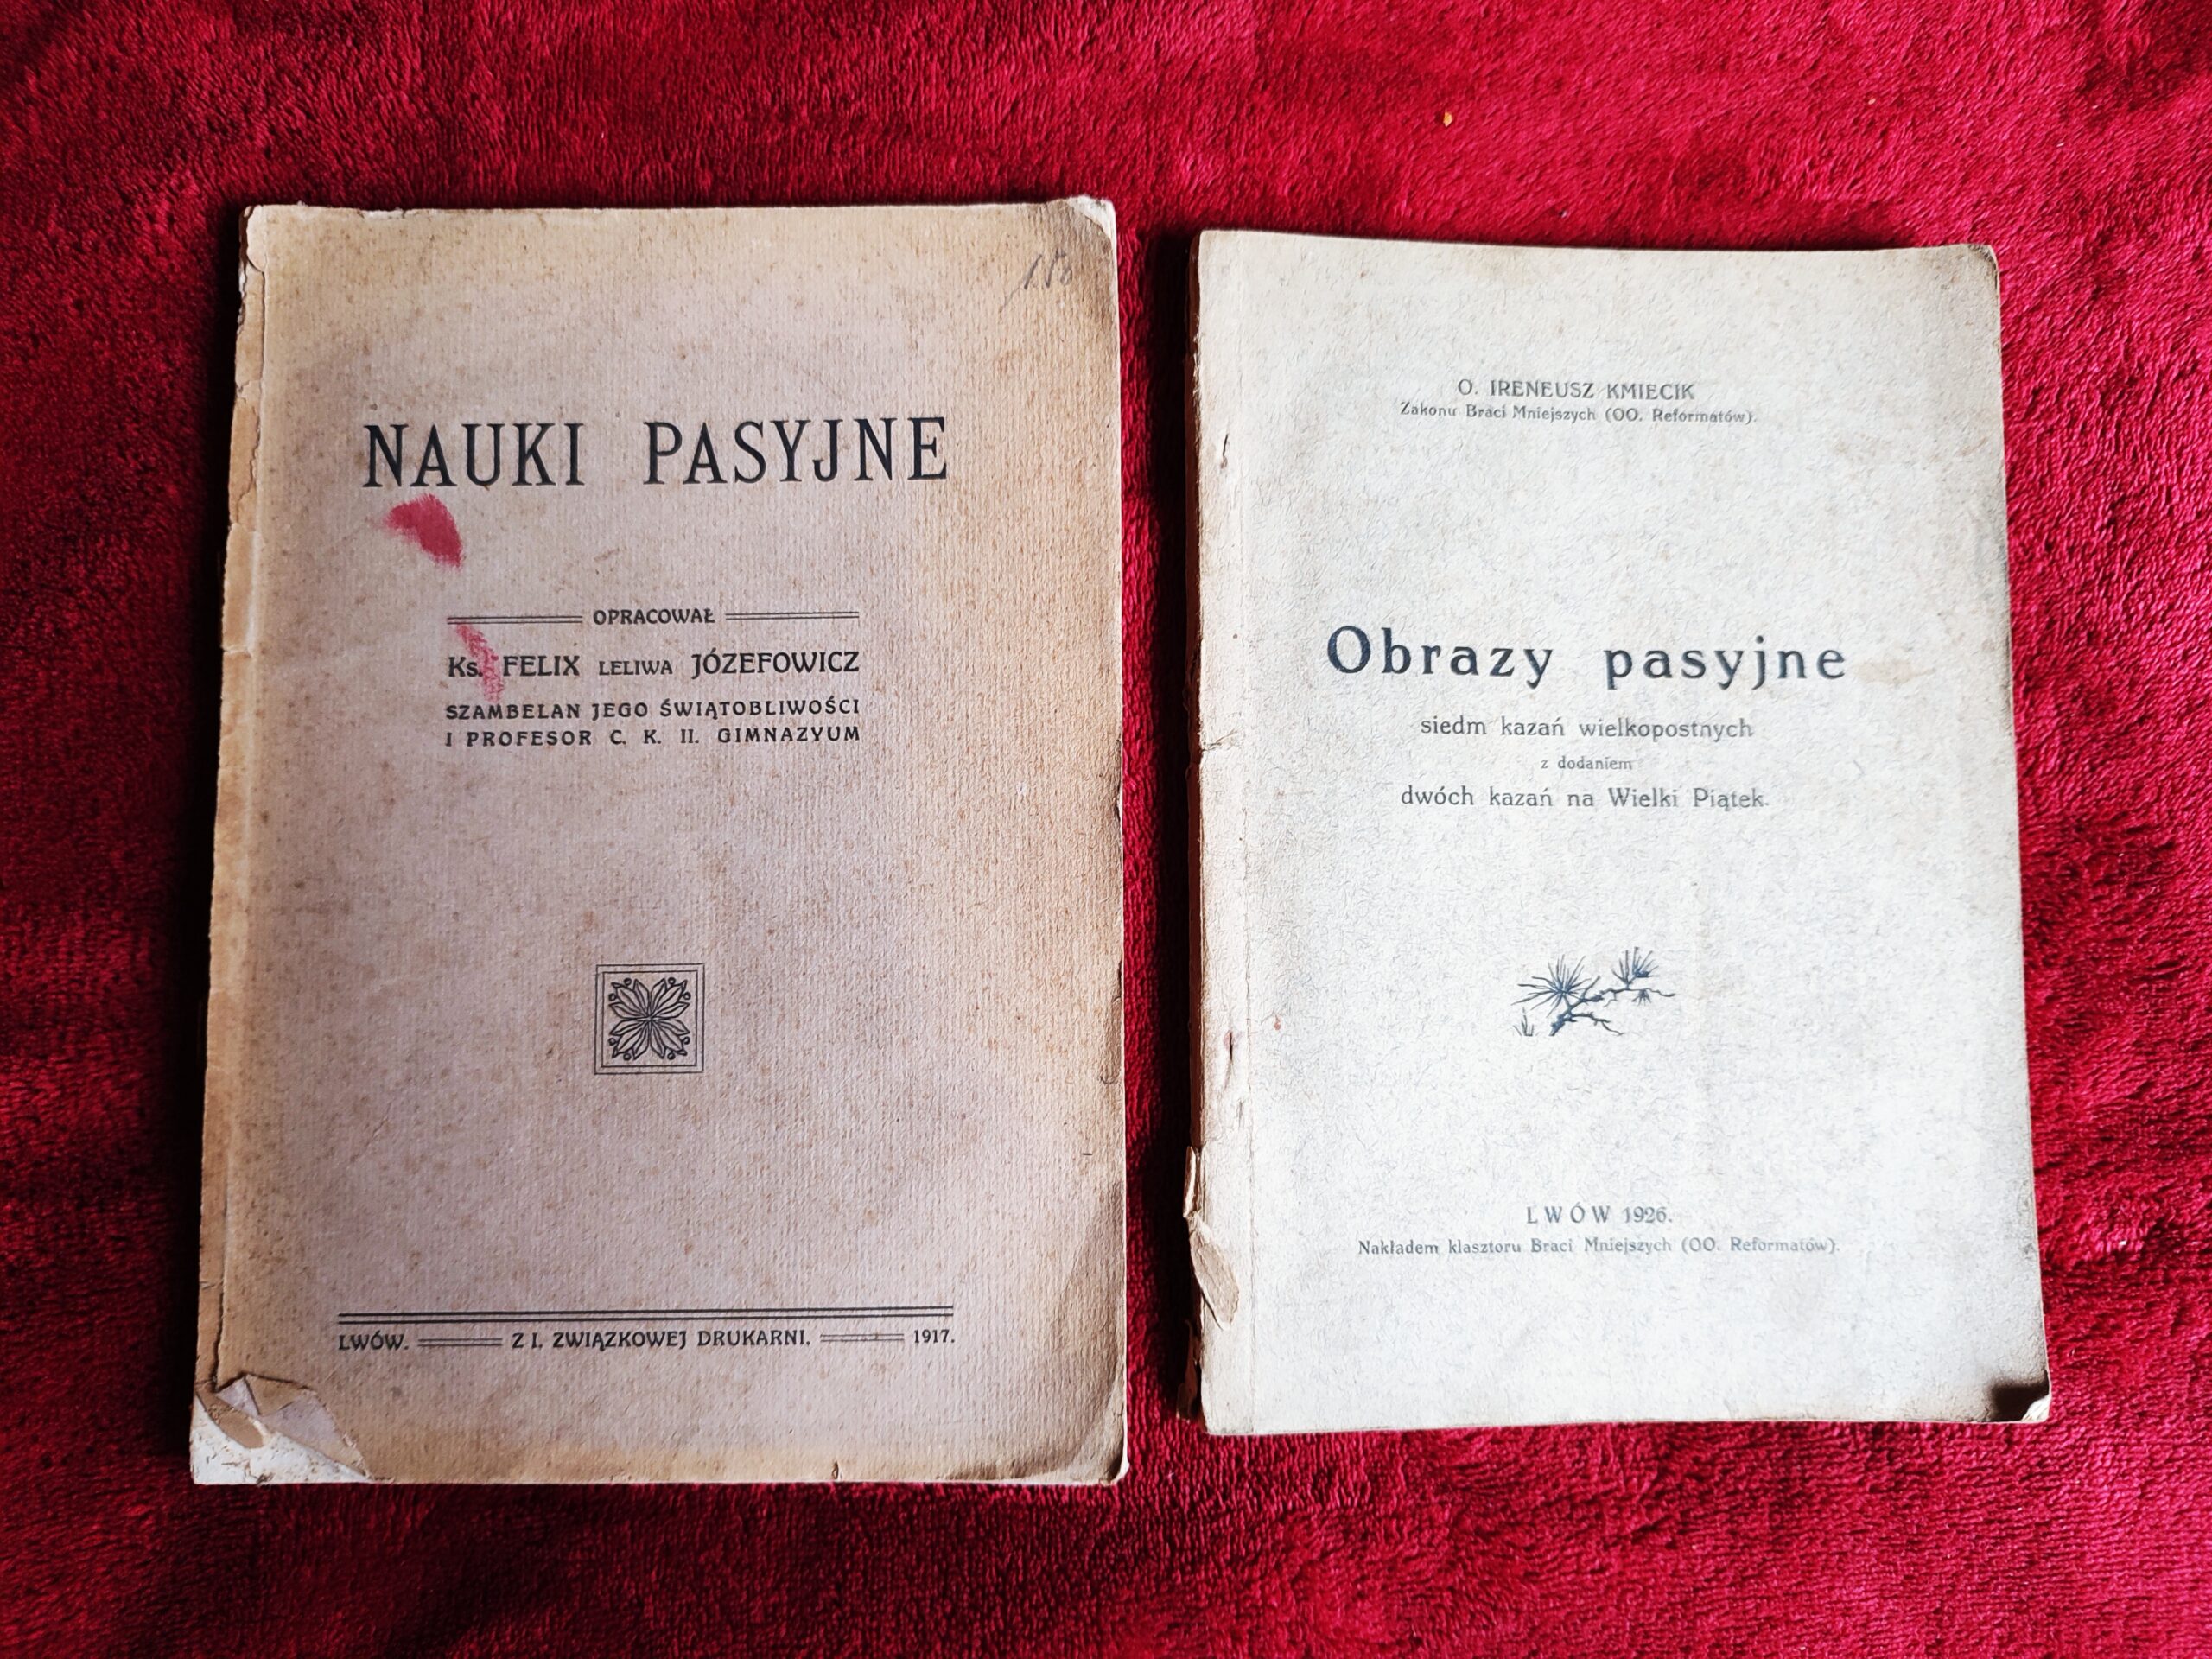 NAUKI PASYJNE
OPRACOWAŁ
Ks. FELIX LELIWA JÓZEFOWICZ
SZAMBELAN JEGO ŚWIĄTOBLIWOŚCI
I PROFESOR C. K. II. GIMNAZYUM
LWÓW. Z I. ZWIĄZKOWEJ DRUKARNI. 1917.
O. IRENEUSZ KMIECIK
Zakonu Braci Mniejszych (OO. Reformatów).
Obrazy pasyjne
siedm kazań wielkopostnych
z dodaniem
dwóch kazań na Wielki Piątek.
LWÓW 1926.
Nakładem klasztoru Braci Mniejszych (OO. Reformatów).